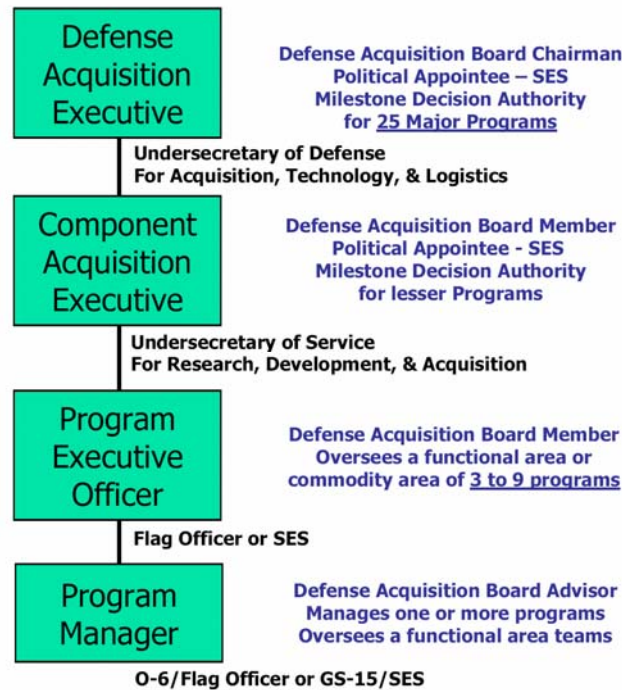 Defense
Acquisition
Executive
Defense Acquisition Board Chairman
Political Appointee – SES
Milestone Decision Authority
for 25 Major Programs
Undersecretary of Defense
For Acquisition, Technology, & Logistics
Component
Acquisition
Executive
Defense Acquisition Board Member
Political Appointee - SES
Milestone Decision Authority
for lesser Programs
Undersecretary of Service
For Research, Development, & Acquisition
Program
Executive
Officer
Defense Acquisition Board Member
Oversees a functional area or
commodity area of 3 to 9 programs
Flag Officer or SES
Program
Manager
Defense Acquisition Board Advisor
Manages one or more programs
Oversees a functional area teams
O-6/Flag Officer or GS-15/SES